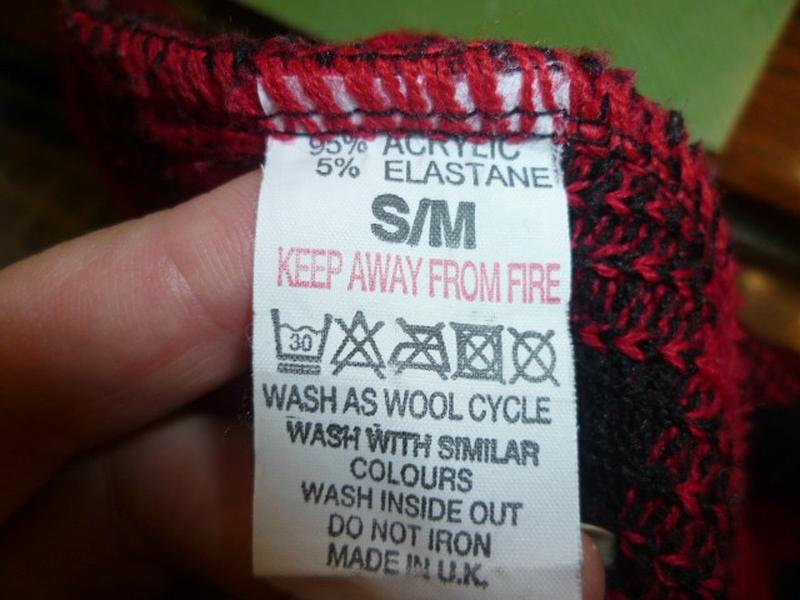 95% ACRYLIC
5% ELASTANE
S/M
KEEP AWAY FROM FIRE
30
WASH AS WOOL CYCLE
WASH WITH SIMILAR
COLOURS
WASH INSIDE OUT
DO NOT IRON
MADE IN U.K.